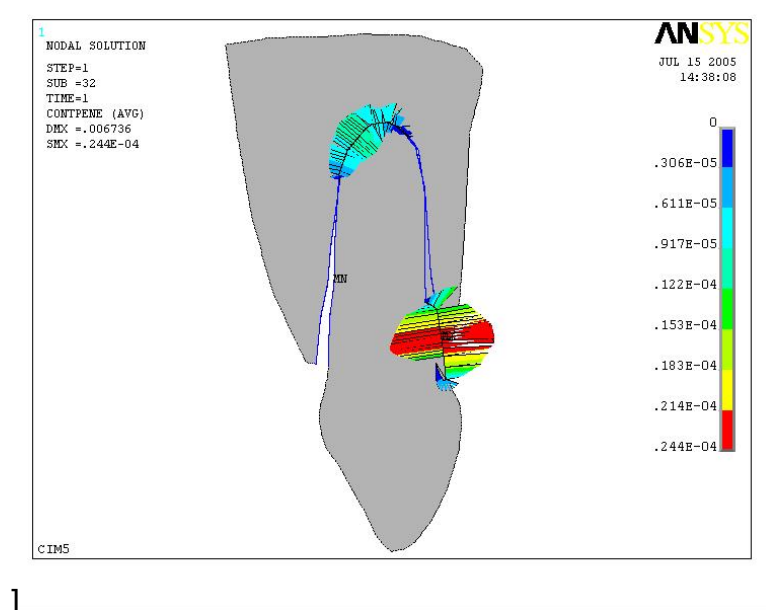 1
NODAL SOLUTION
STEP=1
SUB =32
TIME=1
CONTPENE (AVG)
DMX =.006736
SMX =.244E-04
ANSYS
JUL 15 2005
14:38:08
0
.306E-05
.611E-05
.917E-05
.122E-04
.153E-04
.183E-04
.214E-04
.244E-04
MN
CIM5
1